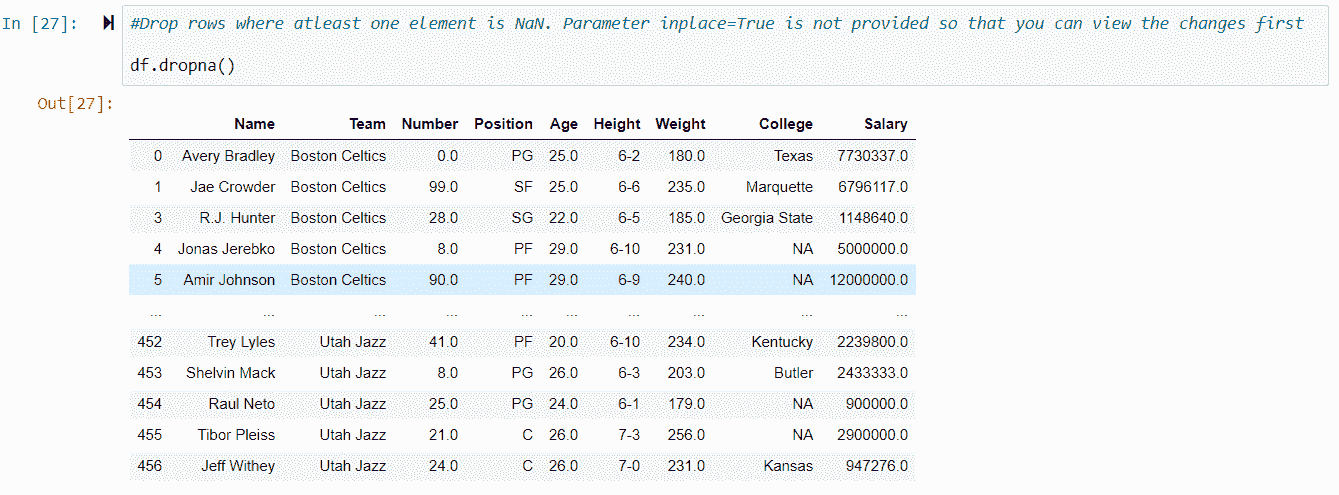 In [27]: #Drop rows where atleast one element is NaN. Parameter inplace=True is not provided so that you can view the changes first
df.dropna()
Out[27]:
Name Team Number Position Age Height Weight College Salary
0 Avery Bradley Boston Celtics 0.0 PG 25.0 6-2 180.0 Texas 7730337.0
1 Jae Crowder Boston Celtics 99.0 SF 25.0 6-6 235.0 Marquette 6796117.0
3 R.J. Hunter Boston Celtics 28.0 SG 22.0 6-5 185.0 Georgia State 1148640.0
4 Jonas Jerebko Boston Celtics 8.0 PF 29.0 6-10 231.0 NA 5000000.0
5 Amir Johnson Boston Celtics 90.0 PF 29.0 6-9 240.0 NA 12000000.0
... ... ... ... ... ... ... ... ... ...
452 Trey Lyles Utah Jazz 41.0 PF 20.0 6-10 234.0 Kentucky 2239800.0
453 Shelvin Mack Utah Jazz 8.0 PG 26.0 6-3 203.0 Butler 2433333.0
454 Raul Neto Utah Jazz 25.0 PG 24.0 6-1 179.0 NA 900000.0
455 Tibor Pleiss Utah Jazz 21.0 C 26.0 7-3 256.0 NA 2900000.0
456 Jeff Withey Utah Jazz 24.0 C 26.0 7-0 231.0 Kansas 947276.0